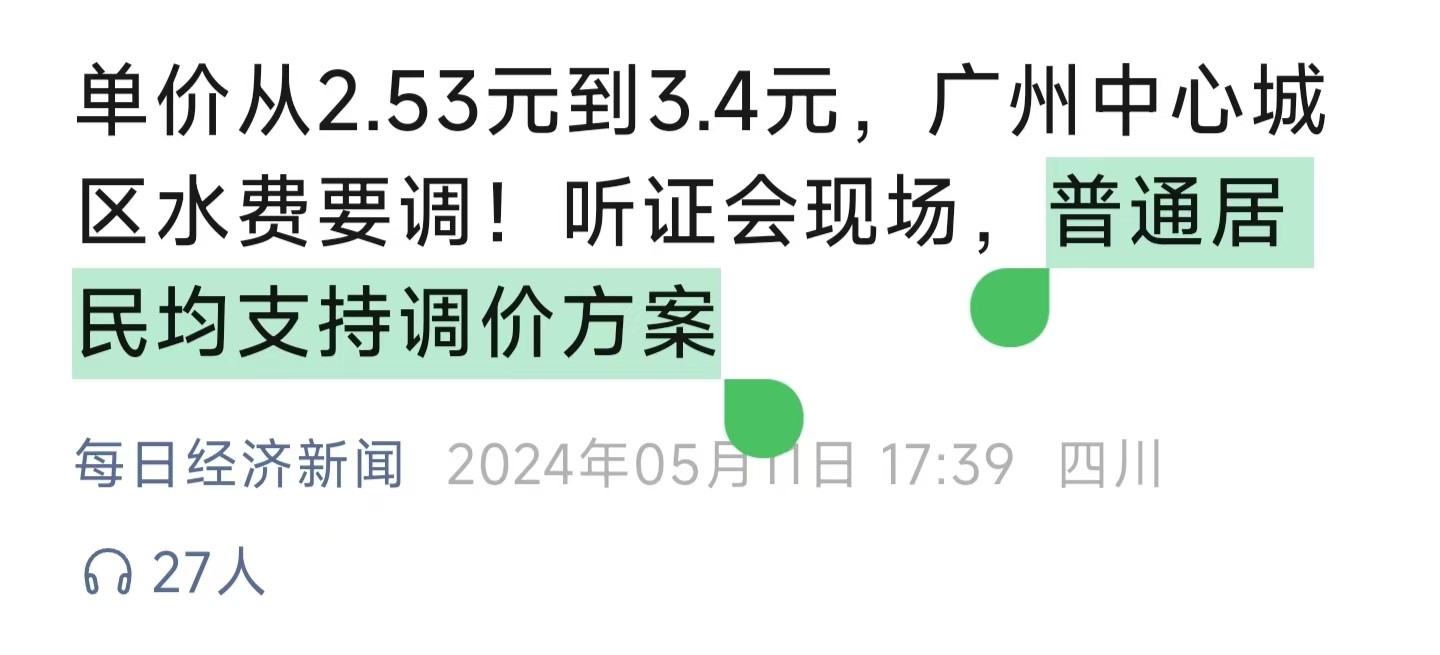 单价从2.53元到3.4元，广州中心城
区水费要调！听证会现场，普通居
民均支持调价方案
每日经济新闻 2024年05月11日 17:39 四川
27人